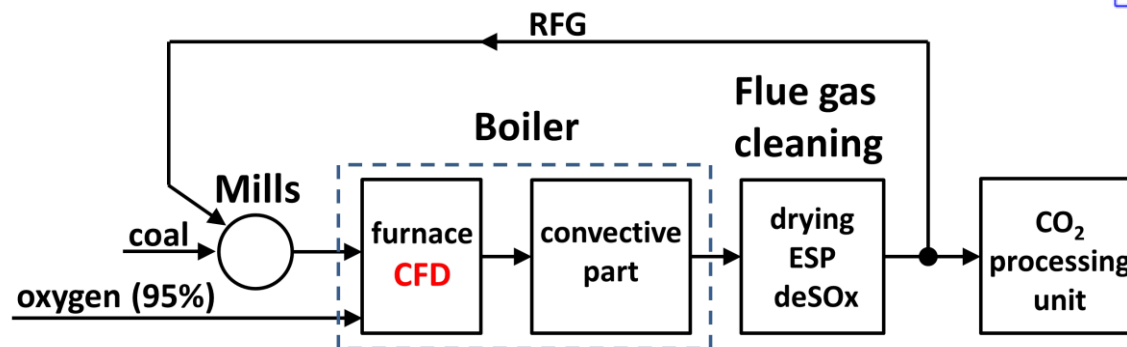 RFG
Flue gas
cleaning
Boiler
Mills
coal
oxygen (95%)
furnace
CFD
convective
part
drying
ESP
deSOx
CO₂
processing
unit